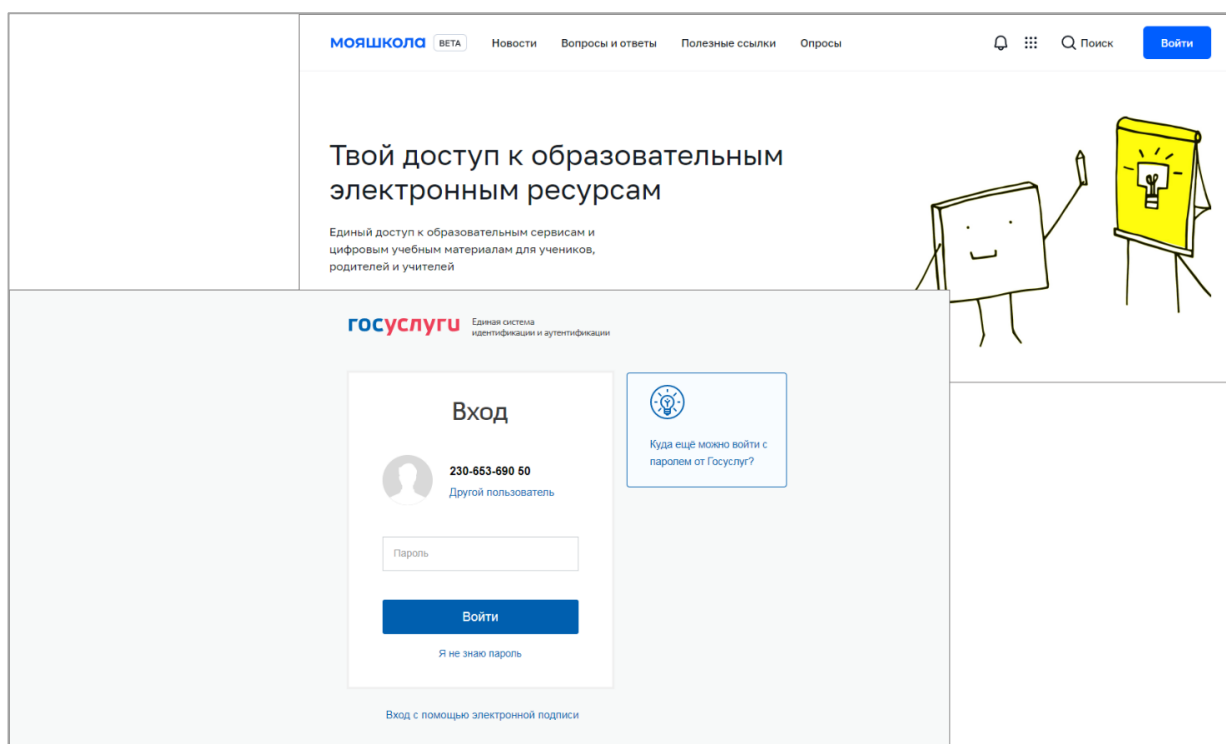 мояшкола BETA Новости Вопросы и ответы Полезные ссылки Опросы Поиск Войти
Твой доступ к образовательным
электронным ресурсам
Единый доступ к образовательным сервисам и
цифровым учебным материалам для учеников,
родителей и учителей
госуслуги Единая система
идентификации и аутентификации
Вход
230-653-690 50
Другой пользователь
Пароль
Войти
Я не знаю пароль
Вход с помощью электронной подписи
Куда ещё можно войти с
паролем от Госуслуг?